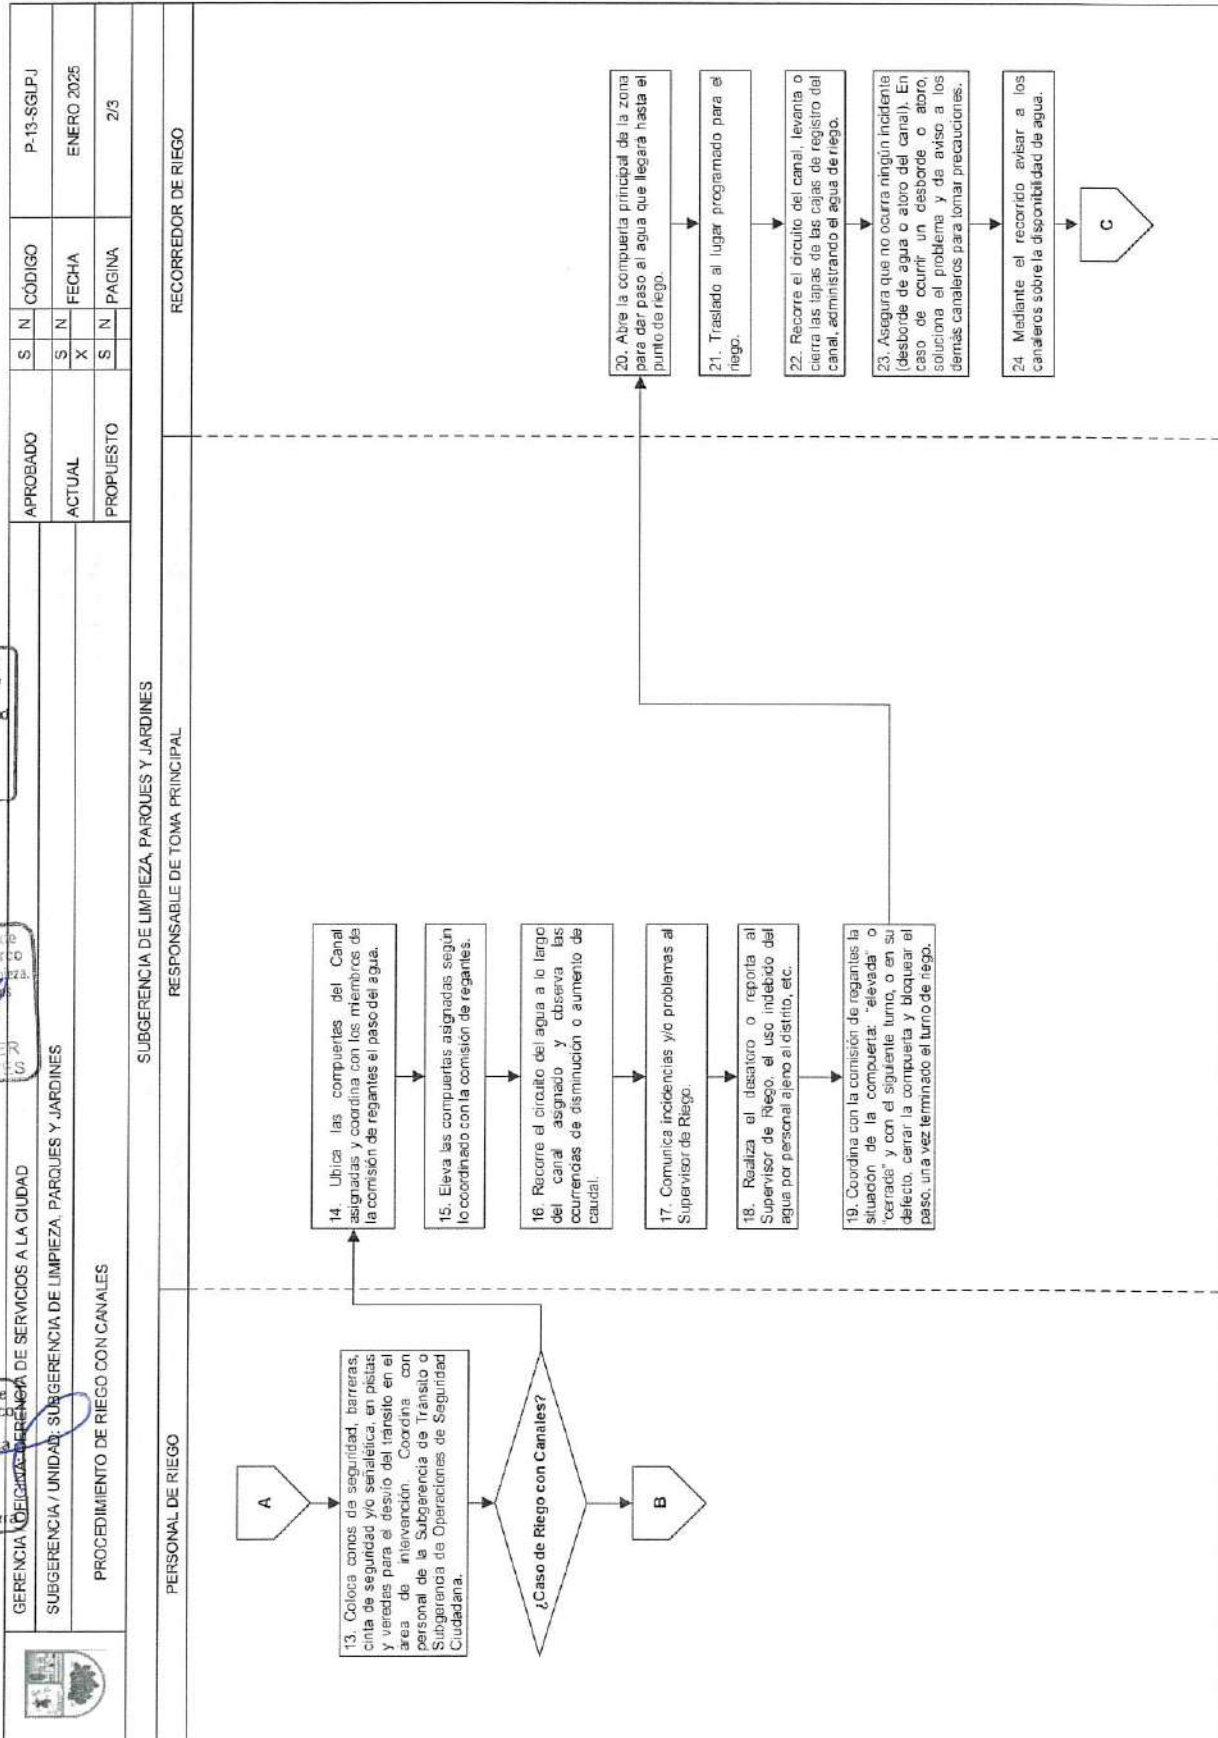 GERENCIA / OFICINA: GERENCIA DE SERVICIOS A LA CIUDAD
SUBGERENCIA / UNIDAD: SUBGERENCIA DE LIMPIEZA, PARQUES Y JARDINES
PROCEDIMIENTO DE RIEGO CON CANALES
APROBADO S N CÓDIGO P-13-SGLPJ
ACTUAL S N FECHA ENERO 2025
X
PROPUESTO S N PAGINA 2/3
SUBGERENCIA DE LIMPIEZA, PARQUES Y JARDINES
PERSONAL DE RIEGO
RESPONSABLE DE TOMA PRINCIPAL
RECORREDOR DE RIEGO
A
13. Coloca conos de seguridad, barreras,
cinta de seguridad y/o señalética, en pistas
y veredas para el desvío del tránsito en el
area de intervención. Coordina con
personal de la Subgerencia de Tránsito o
Subgerencia de Operaciones de Seguridad
Ciudadana.
¿Caso de Riego con Canales?
B
14. Ubica las compuertas del Canal
asignadas y coordina con los miembros de
la comisión de regantes el paso del agua.
15. Eleva las compuertas asignadas según
lo coordinado con la comisión de regantes.
16. Recorre el circuito del agua a lo largo
del canal asignado y observa las
ocurrencias de disminución o aumento de
caudal.
17. Comunica incidencias y/o problemas al
Supervisor de Riego.
18. Realiza el desatoro o reporta al
Supervisor de Riego, el uso indebido del
agua por personal ajeno al distrito, etc.
19. Coordina con la comisión de regantes la
situación de la compuerta: "elevada" o
"cerrada" y con el siguiente turno, o en su
defecto, cerrar la compuerta y bloquear el
paso, una vez terminado el turno de riego.
20. Abre la compuerta principal de la zona
para dar paso al agua que llegará hasta el
punto de riego.
21. Traslado al lugar programado para el
riego.
22. Recorre el circuito del canal, levanta o
cierra las tapas de las cajas de registro del
canal, administrando el agua de riego.
23. Asegura que no ocurra ningún incidente
(desborde de agua o atoro del canal). En
caso de ocurrir un desborde o atoro,
soluciona el problema y da aviso a los
demás canaleros para tomar precauciones.
24 Mediante el recorrido avisar a los
canaleros sobre la disponibilidad de agua.
C